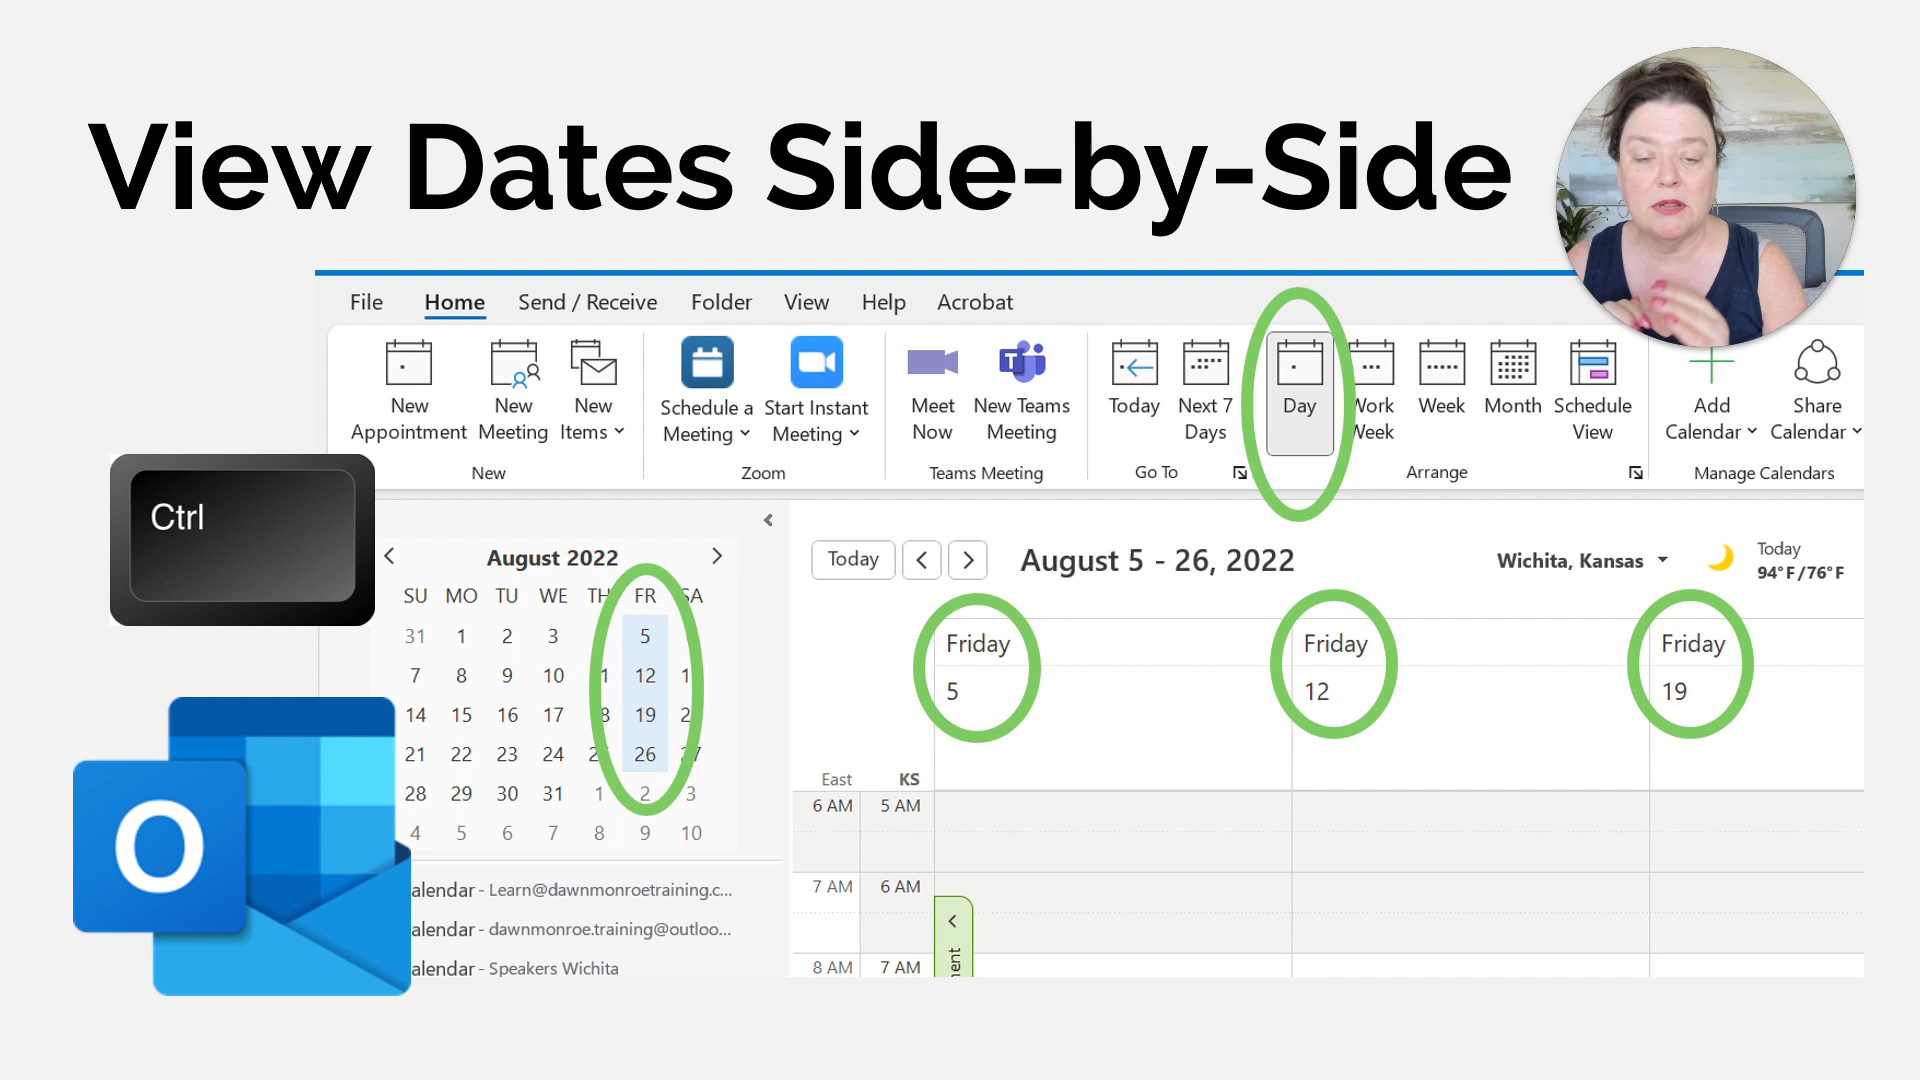 View Dates Side-by-Side
File Home Send / Receive Folder View Help Acrobat
New Appointment
New Meeting
New Items
New
Schedule a Meeting
Start Instant Meeting
Zoom
Meet Now
New Teams Meeting
Teams Meeting
Today
Next 7 Days
Go To
Day
Work Week
Week
Month
Schedule View
Arrange
Add Calendar
Share Calendar
Manage Calendars
Ctrl
August 2022
SU MO TU WE TH FR SA
31 1 2 3 5
7 8 9 10 12
14 15 16 17 19
21 22 23 24 26
28 29 30 31 1 2 3
4 5 6 7 8 9 10
alendar - Learn@dawnmonroetraining.c...
alendar - dawnmonroe.training@outloo...
alendar - Speakers Wichita
O
Today
August 5 - 26, 2022
Wichita, Kansas
Today
94°F/76°F
Friday Friday Friday
5 12 19
East KS
6 AM 5 AM
7 AM 6 AM
8 AM 7 AM
ent